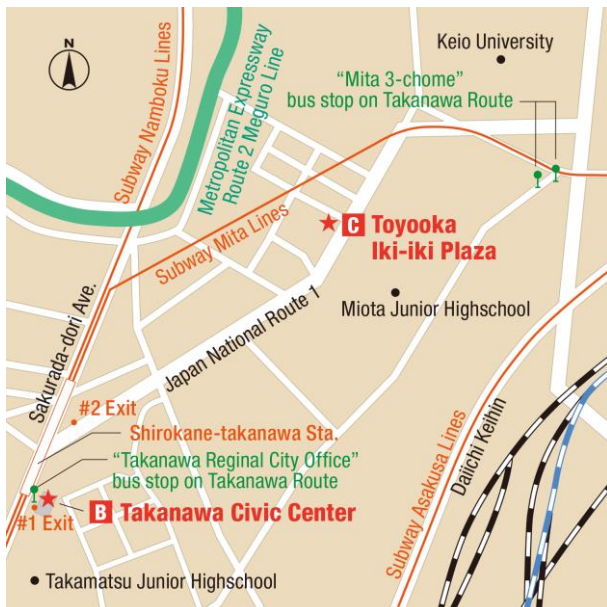 N
Keio University
"Mita 3-chome"
bus stop on Takanawa Route
Subway Namboku Lines
Metropolitan Expressway
Route 2 Meguro Line
Subway Mita Lines
C Toyooka
Iki-iki Plaza
Miota Junior Highschool
Japan National Route 1
Sakurada-dori Ave.
#2 Exit
Shirokane-takanawa Sta.
"Takanawa Reginal City Office"
bus stop on Takanawa Route
B Takanawa Civic Center
#1 Exit
Takamatsu Junior Highschool
Subway Asakusa Lines
Daiichi Keihin